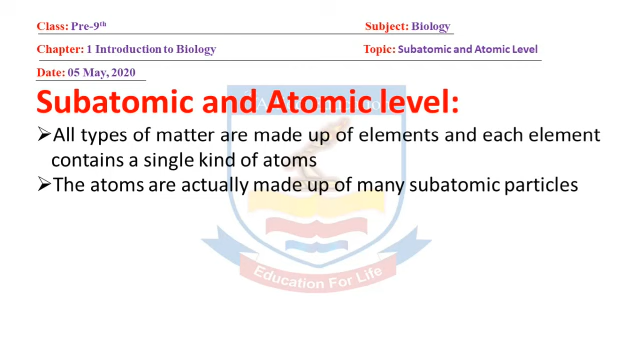 Class: Pre-9th Subject: Biology
Chapter: 1 Introduction to Biology Topic: Subatomic and Atomic Level
Date: 05 May, 2020
Subatomic and Atomic level:
➢All types of matter are made up of elements and each element
contains a single kind of atoms
➢The atoms are actually made up of many subatomic particles
Education For Life